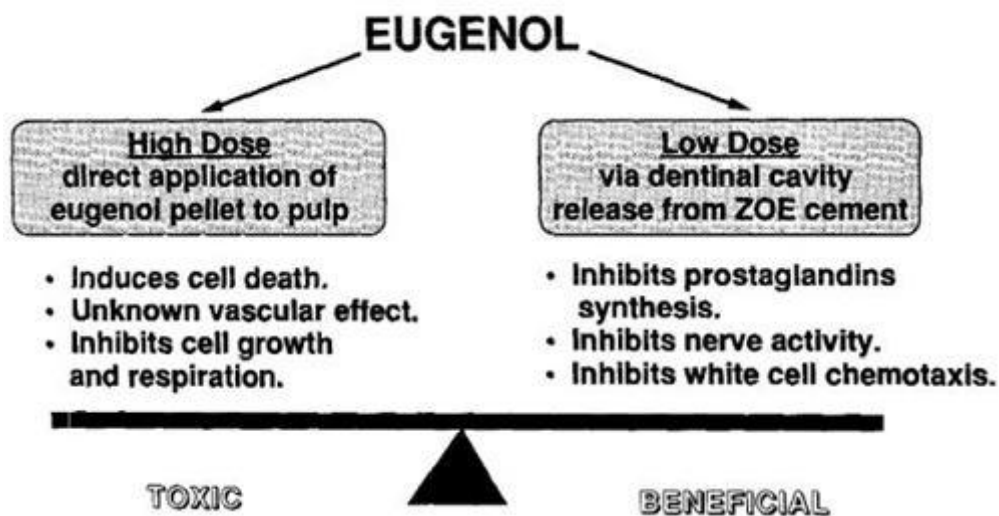 EUGENOL
High Dose
direct application of
eugenol pellet to pulp
• Induces cell death.
• Unknown vascular effect.
• Inhibits cell growth
and respiration.
Low Dose
via dentinal cavity
release from ZOE cement
• Inhibits prostaglandins
synthesis.
• Inhibits nerve activity.
• Inhibits white cell chemotaxis.
TOXIC
BENEFICIAL